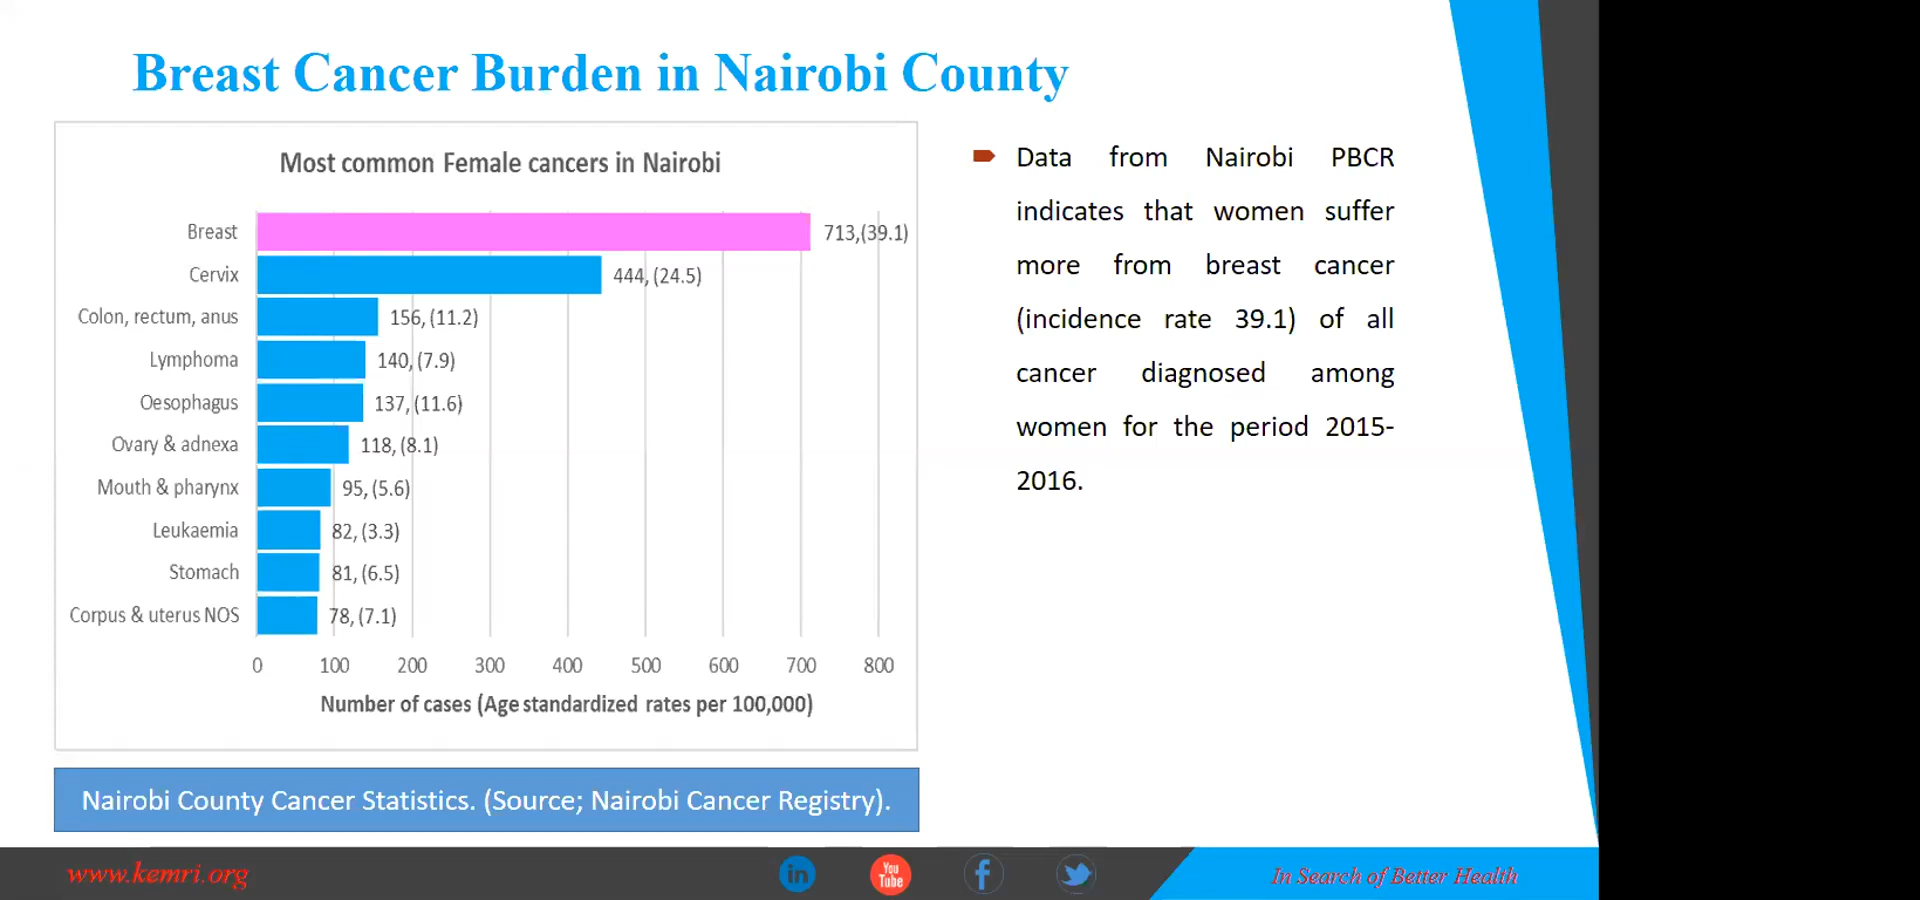 Breast Cancer Burden in Nairobi County
Most common Female cancers in Nairobi
Breast 713,(39.1)
Cervix 444, (24.5)
Colon, rectum, anus 156, (11.2)
Lymphoma 140, (7.9)
Oesophagus 137, (11.6)
Ovary & adnexa 118, (8.1)
Mouth & pharynx 95, (5.6)
Leukaemia 82, (3.3)
Stomach 81, (6.5)
Corpus & uterus NOS 78, (7.1)
0 100 200 300 400 500 600 700 800
Number of cases (Age standardized rates per 100,000)
Nairobi County Cancer Statistics. (Source; Nairobi Cancer Registry).
Data from Nairobi PBCR
indicates that women suffer
more from breast cancer
(incidence rate 39.1) of all
cancer diagnosed among
women for the period 2015-
2016.
www.kemri.org
in
You
Tube
f
In Search of Better Health